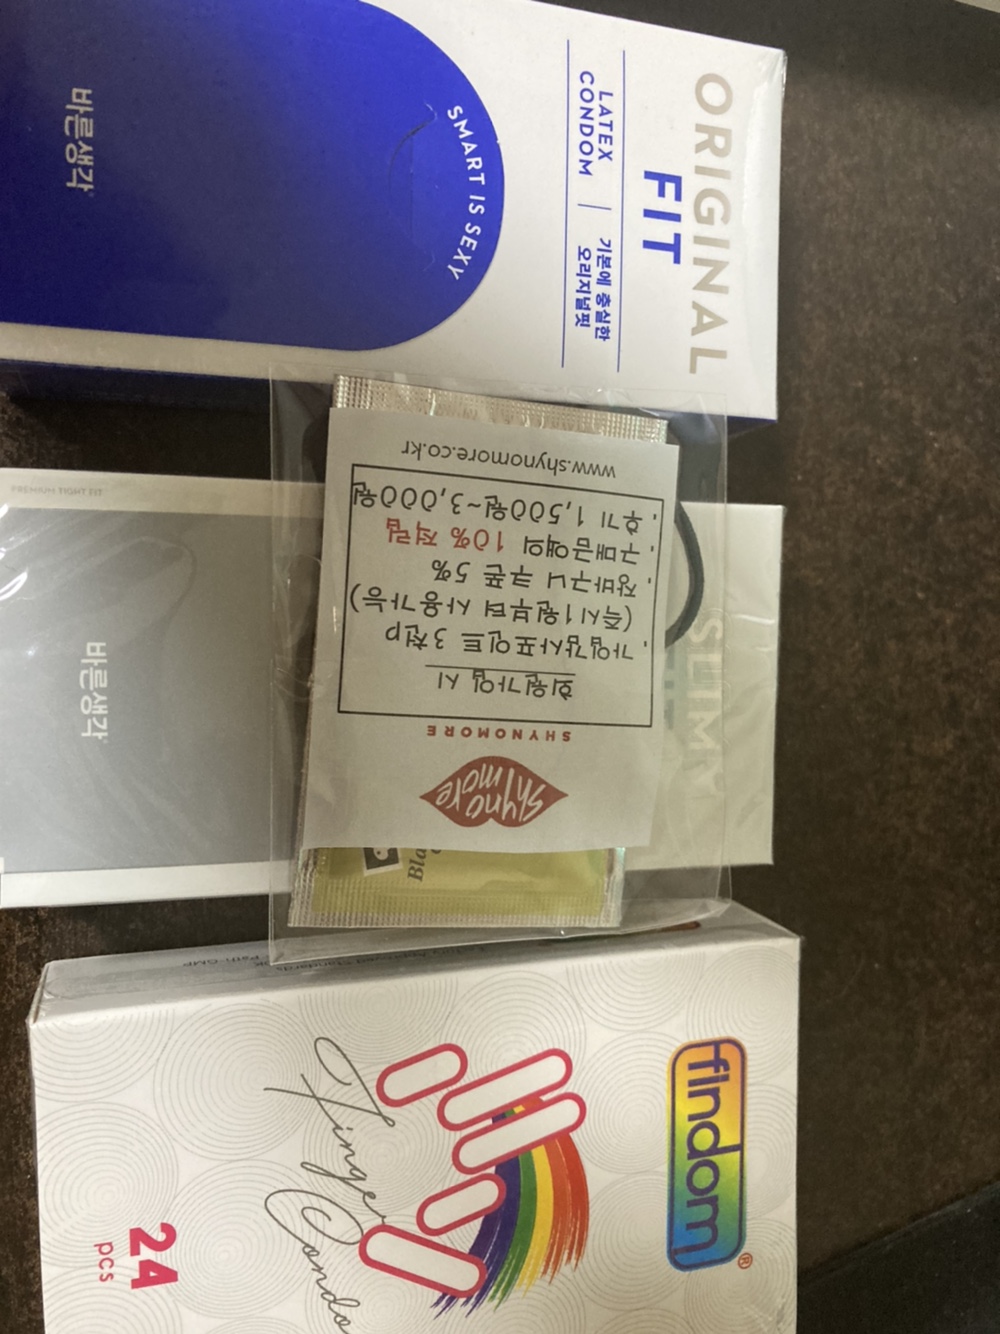 ORIGINAL
FIT
LATEX
CONDOM
기본에 충실한
오리지널핏
SMART IS SEXY
바른생각
PREMIUM TIGHT FIT
SLIMY
FIT
바른생각
shyno
more
SHYNOMORE
회원가입 시
· 가입감사포인트 3천p
(즉시1원부터 사용가능)
· 장바구니 쿠폰 5%
· 구매금액의 10% 적립
· 후기 1,500원~3,000원
www.shynomore.co.kr
findom®
Finger
24
pcs